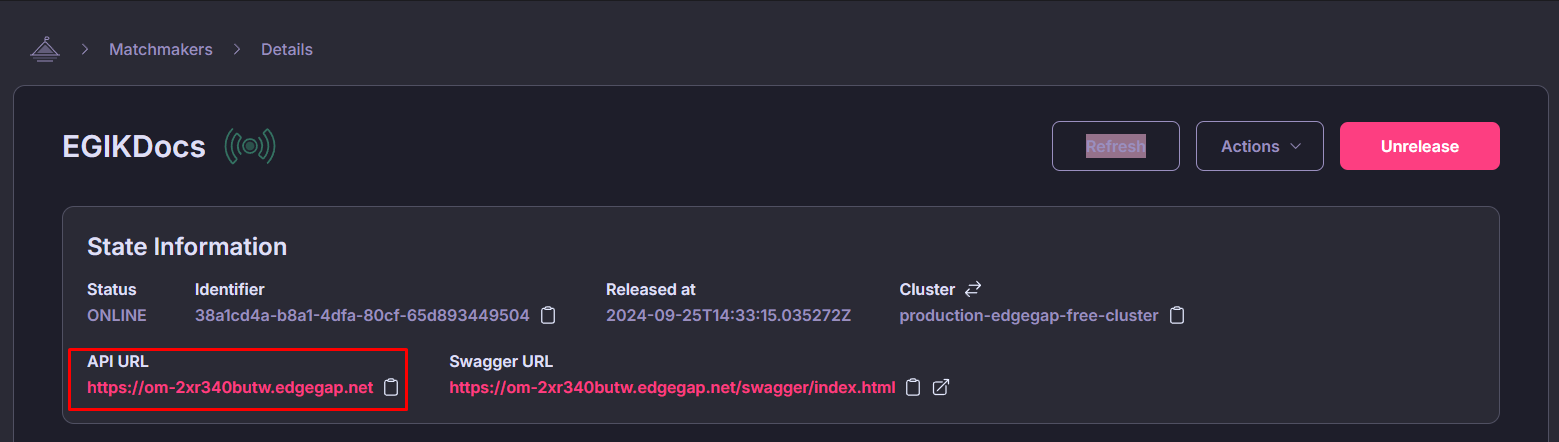 Matchmakers > Details
EGIKDocs
Refresh
Actions
Unrelease
State Information
Status Identifier Released at Cluster
ONLINE 38a1cd4a-b8a1-4dfa-80cf-65d893449504 2024-09-25T14:33:15.035272Z production-edgegap-free-cluster
API URL Swagger URL
https://om-2xr340butw.edgegap.net https://om-2xr340butw.edgegap.net/swagger/index.html